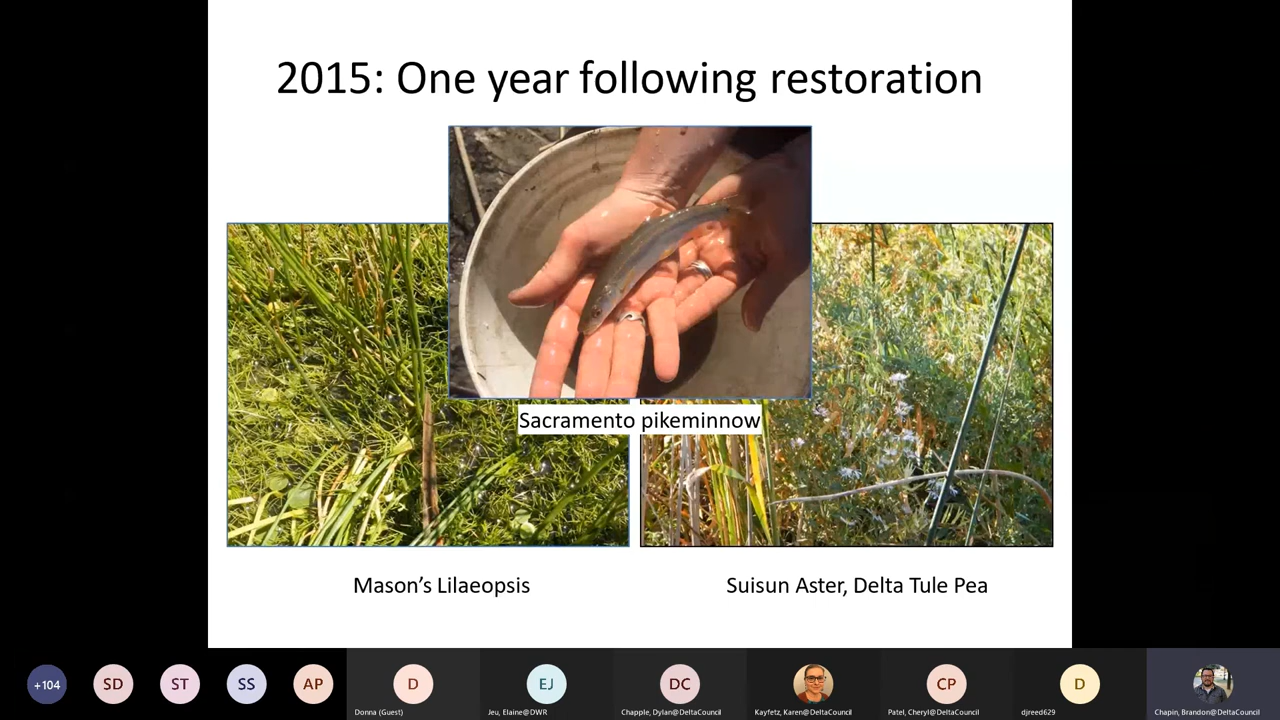 2015: One year following restoration
Sacramento pikeminnow
Mason's Lilaeopsis
Suisun Aster, Delta Tule Pea
+104
SD
ST
SS
AP
D
Donna (Guest)
EJ
Jeu, Elaine@DWR
DC
Chapple, Dylan@DeltaCouncil
Kayfetz, Karen@DeltaCouncil
CP
Patel, Cheryl@DeltaCouncil
D
djreed629
Chapin, Brandon@DeltaCouncil